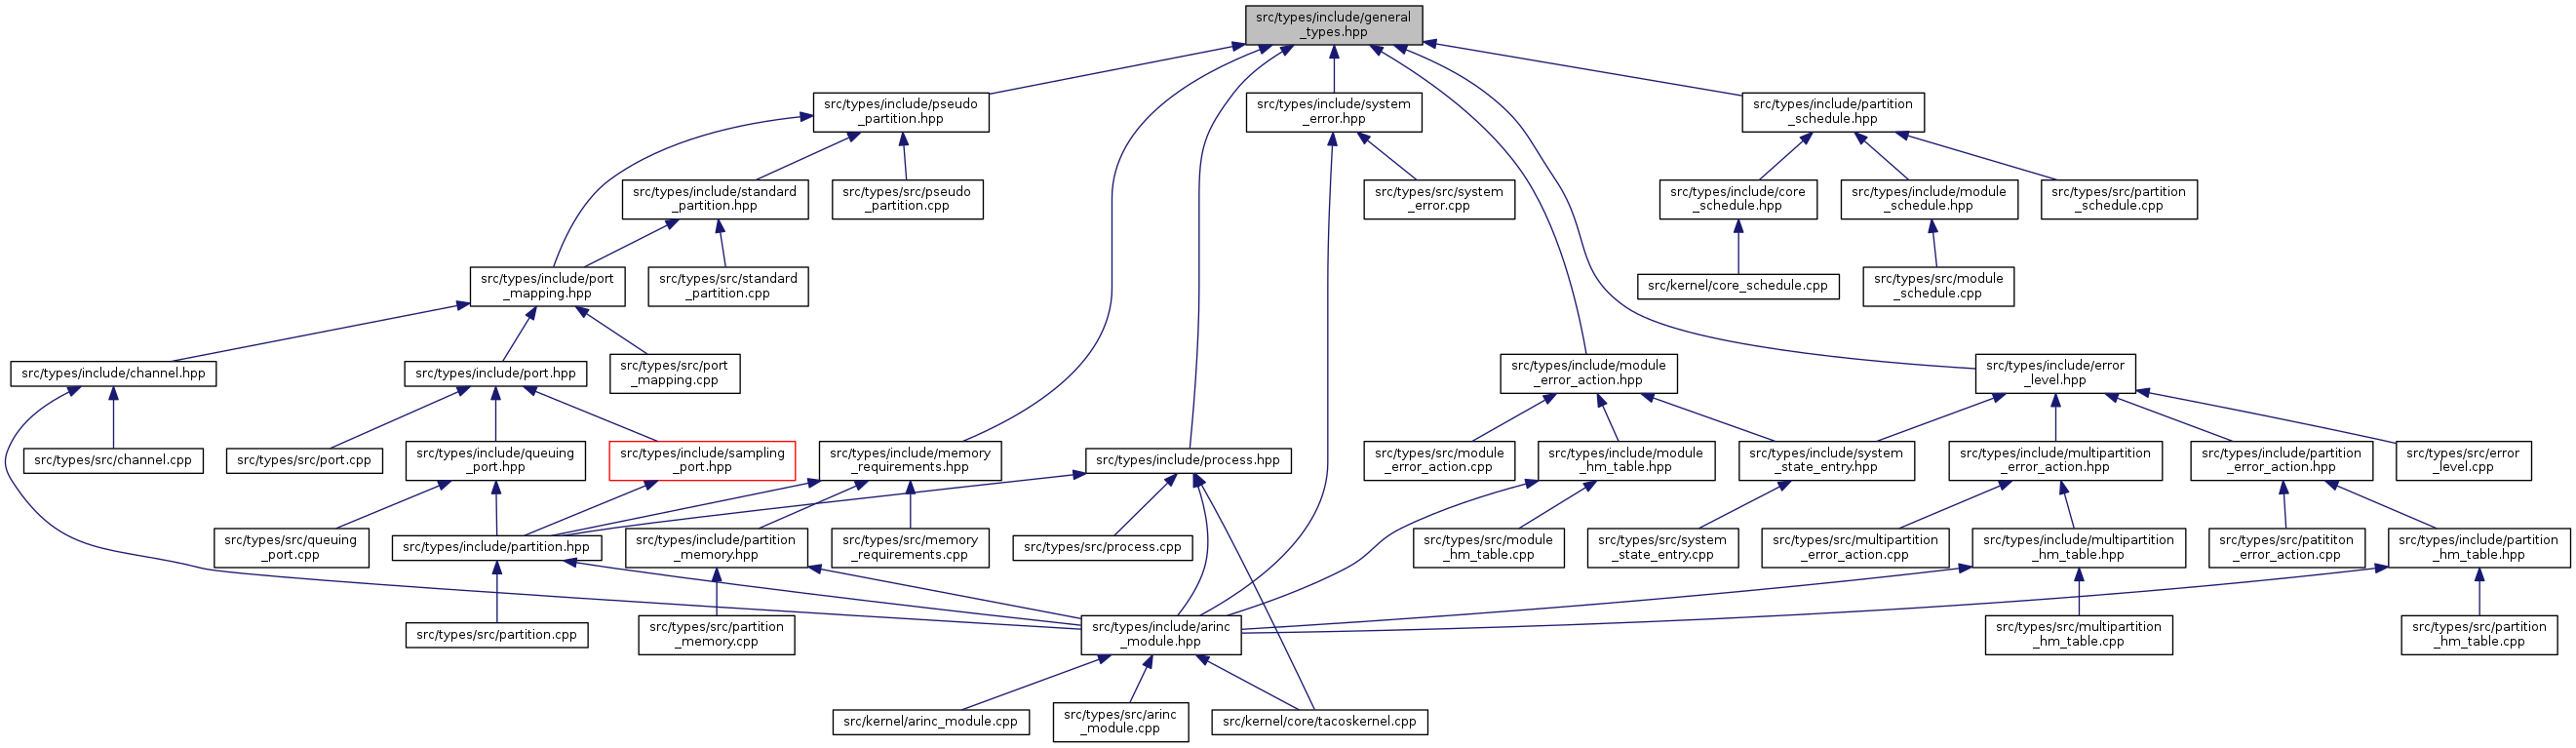 src/types/include/general
_types.hpp
src/types/include/pseudo
_partition.hpp
src/types/include/system
_error.hpp
src/types/include/partition
_schedule.hpp
src/types/include/standard
_partition.hpp
src/types/src/pseudo
_partition.cpp
src/types/src/system
_error.cpp
src/types/include/core
_schedule.hpp
src/types/include/module
_schedule.hpp
src/types/src/partition
_schedule.cpp
src/types/include/port
_mapping.hpp
src/types/src/standard
_partition.cpp
src/kernel/core_schedule.cpp
src/types/src/module
_schedule.cpp
src/types/include/channel.hpp
src/types/include/port.hpp
src/types/src/port
_mapping.cpp
src/types/include/module
_error_action.hpp
src/types/include/error
_level.hpp
src/types/src/channel.cpp
src/types/src/port.cpp
src/types/include/queuing
_port.hpp
src/types/include/sampling
_port.hpp
src/types/include/memory
_requirements.hpp
src/types/include/process.hpp
src/types/src/module
_error_action.cpp
src/types/include/module
_hm_table.hpp
src/types/include/system
_state_entry.hpp
src/types/include/multipartition
_error_action.hpp
src/types/include/partition
_error_action.hpp
src/types/src/error
_level.cpp
src/types/src/queuing
_port.cpp
src/types/include/partition.hpp
src/types/include/partition
_memory.hpp
src/types/src/memory
_requirements.cpp
src/types/src/process.cpp
src/types/src/module
_hm_table.cpp
src/types/src/system
_state_entry.cpp
src/types/src/multipartition
_error_action.cpp
src/types/include/multipartition
_hm_table.hpp
src/types/src/patititon
_error_action.cpp
src/types/include/partition
_hm_table.hpp
src/types/src/partition.cpp
src/types/src/partition
_memory.cpp
src/types/include/arinc
_module.hpp
src/types/src/multipartition
_hm_table.cpp
src/types/src/partition
_hm_table.cpp
src/kernel/arinc_module.cpp
src/types/src/arinc
_module.cpp
src/kernel/core/tacoskernel.cpp